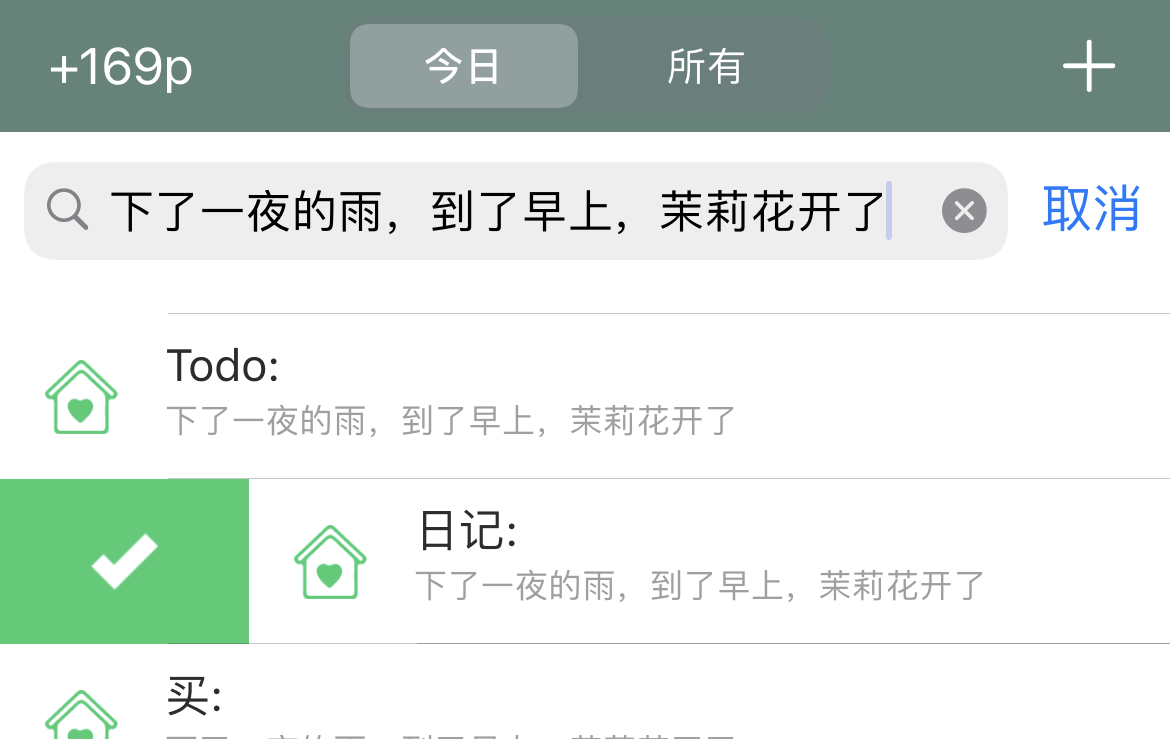 +169p 今日 所有
下了一夜的雨，到了早上，茉莉花开了 取消
Todo:
下了一夜的雨，到了早上，茉莉花开了
日记:
下了一夜的雨，到了早上，茉莉花开了
买: